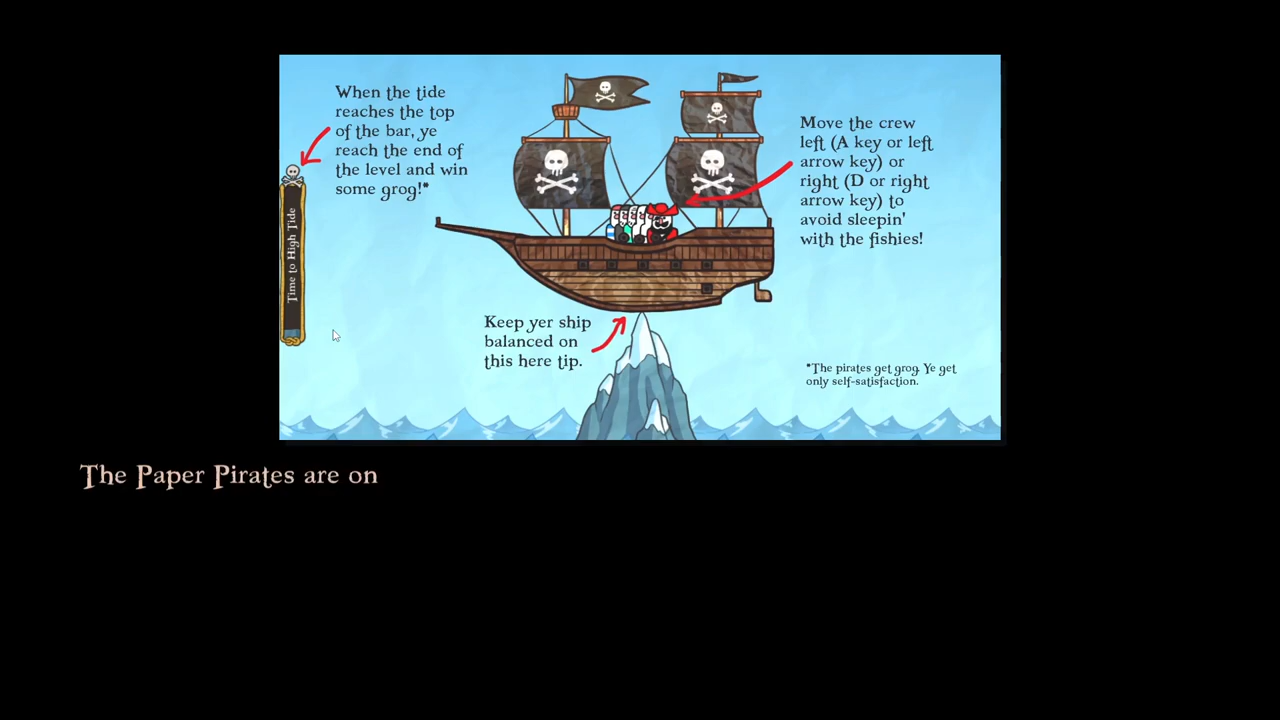 When the tide
reaches the top
of the bar, ye
reach the end of
the level and win
some grog!*
Time to High Tide
Move the crew
left (A key or left
arrow key) or
right (D or right
arrow key) to
avoid sleepin'
with the fishies!
Keep yer ship
balanced on
this here tip.
*The pirates get grog. Ye get
only self-satisfaction.
The Paper Pirates are on